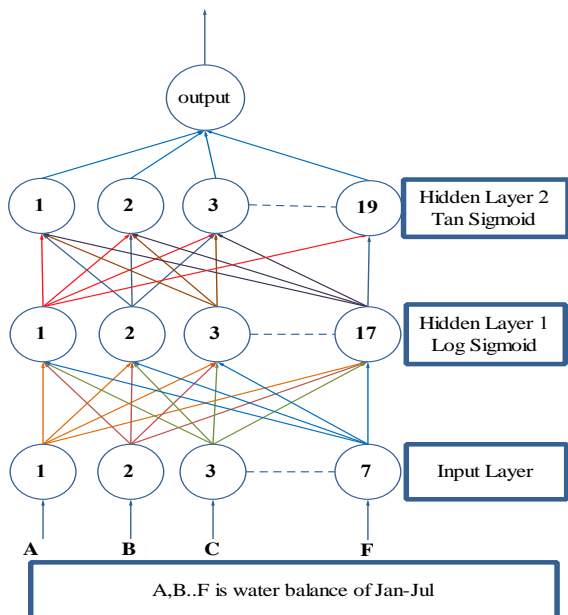 output
1 2 3 19
Hidden Layer 2
Tan Sigmoid
1 2 3 17
Hidden Layer 1
Log Sigmoid
1 2 3 7
Input Layer
A B C F
A,B..F is water balance of Jan-Jul